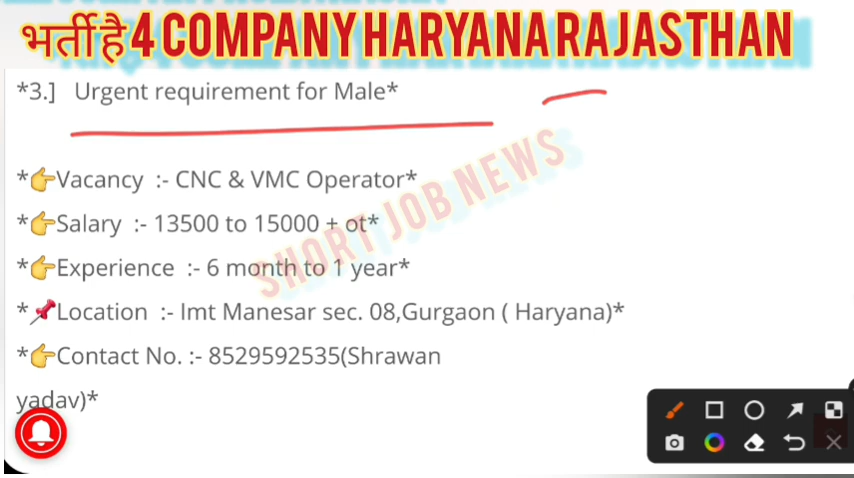 भर्ती है 4 COMPANY HARYANA RAJASTHAN
*3.] Urgent requirement for Male*
*👉Vacancy :- CNC & VMC Operator*
*👉Salary :- 13500 to 15000 + ot*
*👉Experience :- 6 month to 1 year*
*📌Location :- Imt Manesar sec. 08,Gurgaon ( Haryana)*
*👉Contact No. :- 8529592535(Shrawan
yadav)*
SHORT JOB NEWS